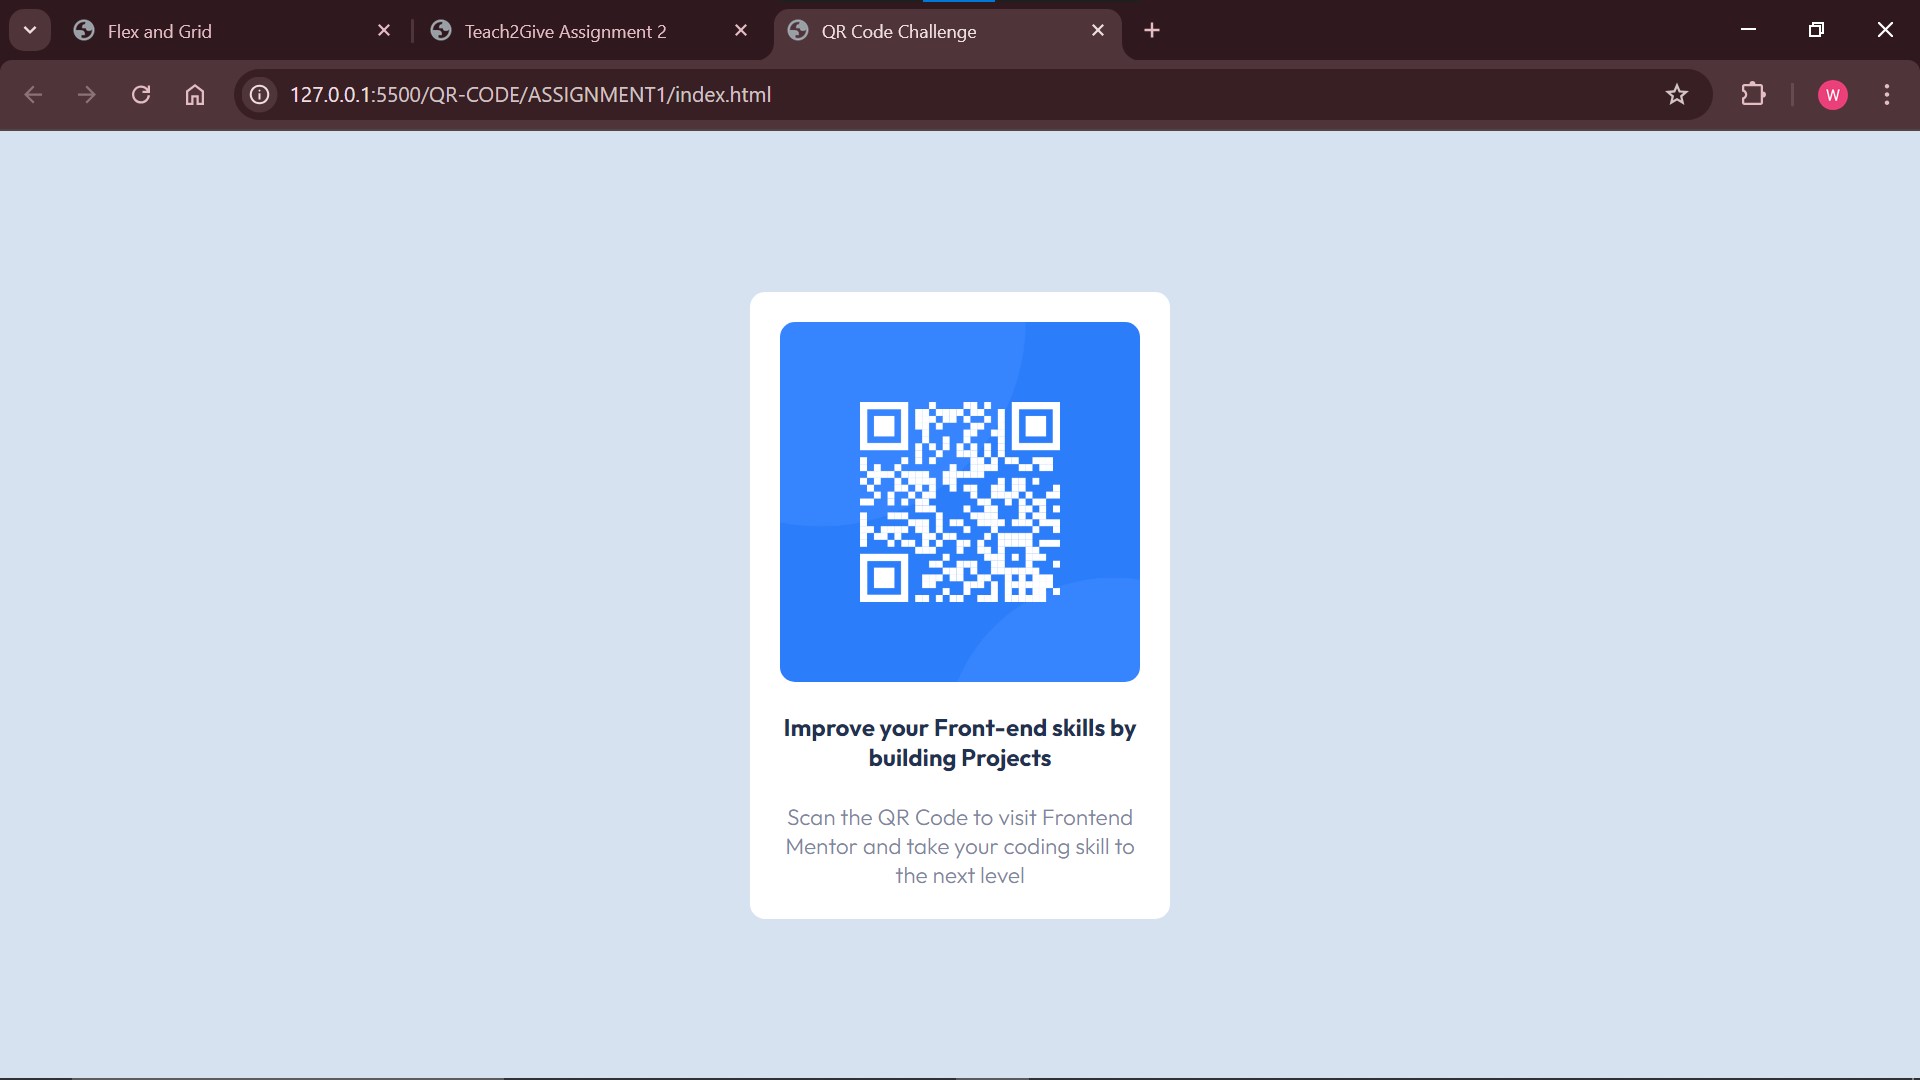 Flex and Grid
Teach2Give Assignment 2
QR Code Challenge
127.0.0.1:5500/QR-CODE/ASSIGNMENT1/index.html
W
Improve your Front-end skills by
building Projects
Scan the QR Code to visit Frontend
Mentor and take your coding skill to
the next level